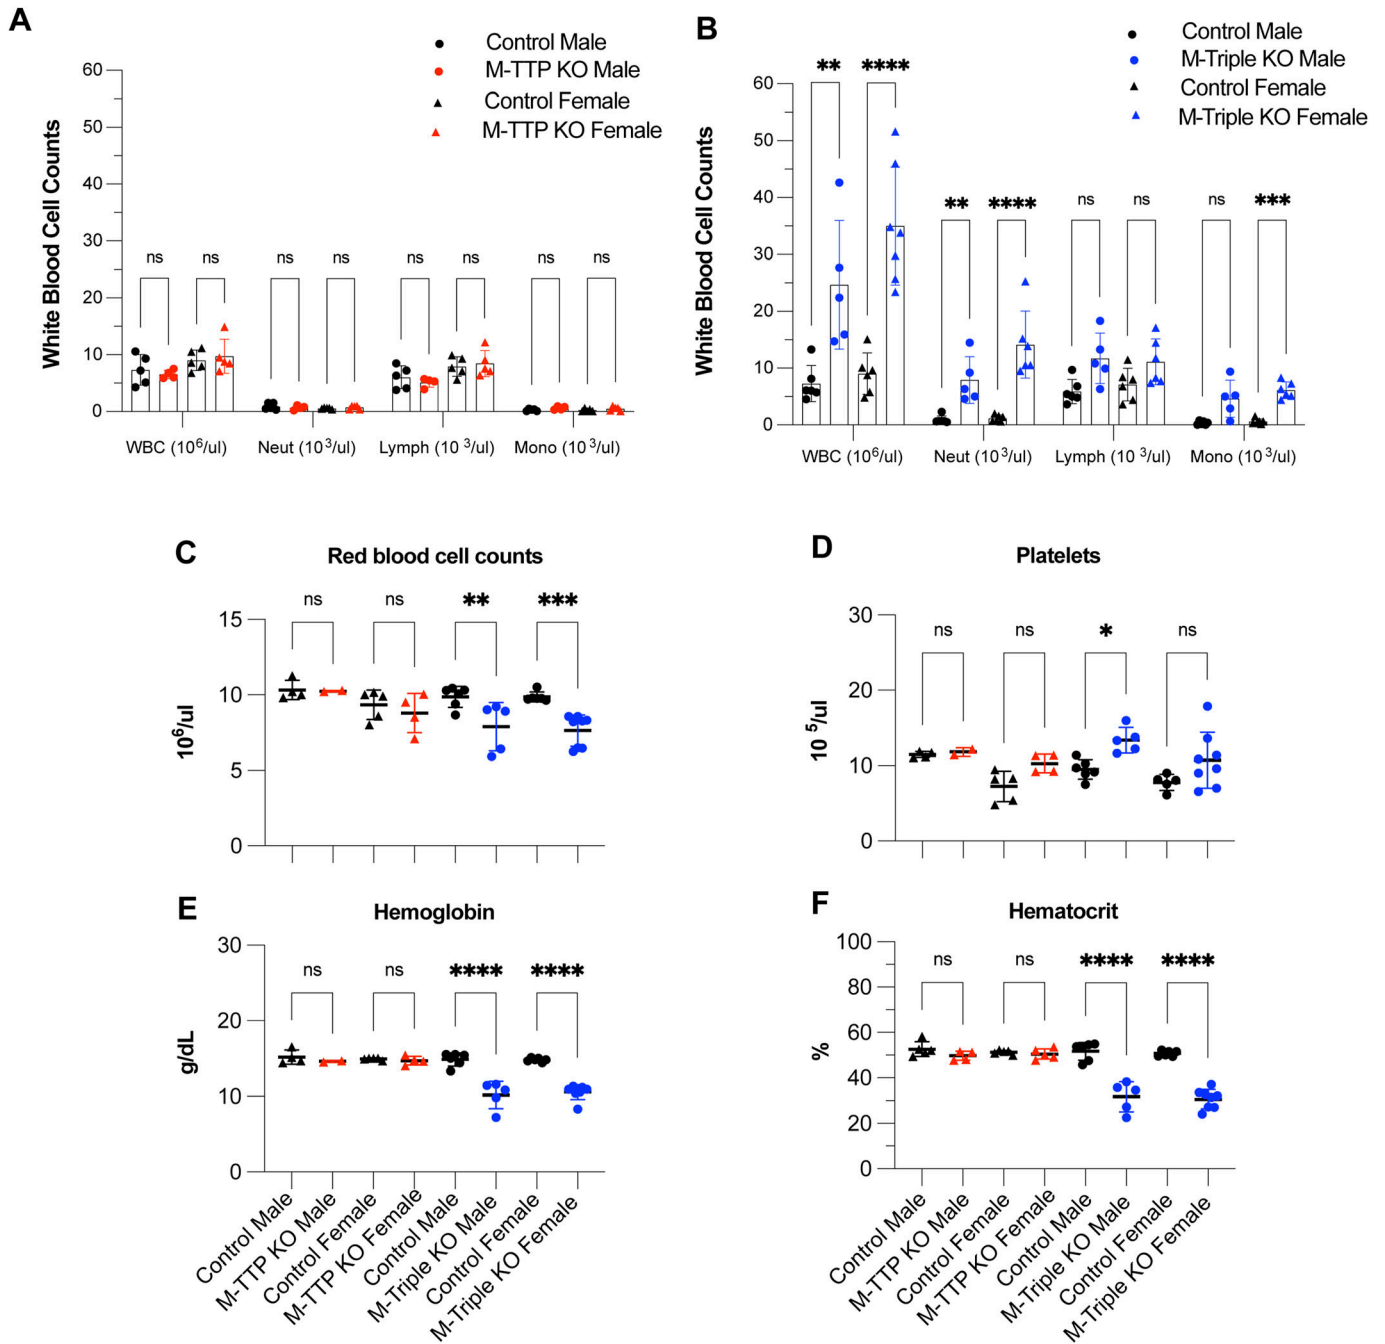 A
Control Male
M-TTP KO Male
Control Female
M-TTP KO Female
White Blood Cell Counts
60
50
40
30
20
10
0
ns ns ns ns ns ns ns ns
WBC (10⁶/ul) Neut (10³/ul) Lymph (10 ³/ul) Mono (10 ³/ul)
B
Control Male
M-Triple KO Male
Control Female
M-Triple KO Female
White Blood Cell Counts
60
50
40
30
20
10
0
** **** ** **** ns ns ns ***
WBC (10⁶/ul) Neut (10³/ul) Lymph (10 ³/ul) Mono (10 ³/ul)
C
Red blood cell counts
10⁶/ul
15
10
5
0
ns ns ** ***
D
Platelets
10 ⁵/ul
30
20
10
0
ns ns * ns
E
Hemoglobin
g/dL
30
20
10
0
ns ns **** ****
Control Male
M-TTP KO Male
Control Female
M-TTP KO Female
Control Male
M-Triple KO Male
Control Female
M-Triple KO Female
F
Hematocrit
%
100
80
60
40
20
0
ns ns **** ****
Control Male
M-TTP KO Male
Control Female
M-TTP KO Female
Control Male
M-Triple KO Male
Control Female
M-Triple KO Female